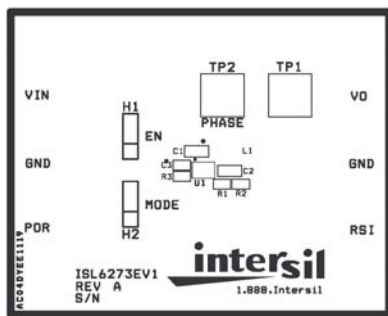 TP2 TP1
VIN H1 VO
PHASE
EN
C1 L1
GND C3 C2 GND
R3 U1
R1 R2
MODE
POR H2 RSI
ISL6273EV1
REV A
S/N
intersil
1.888.Intersil
AC04DYEE1119